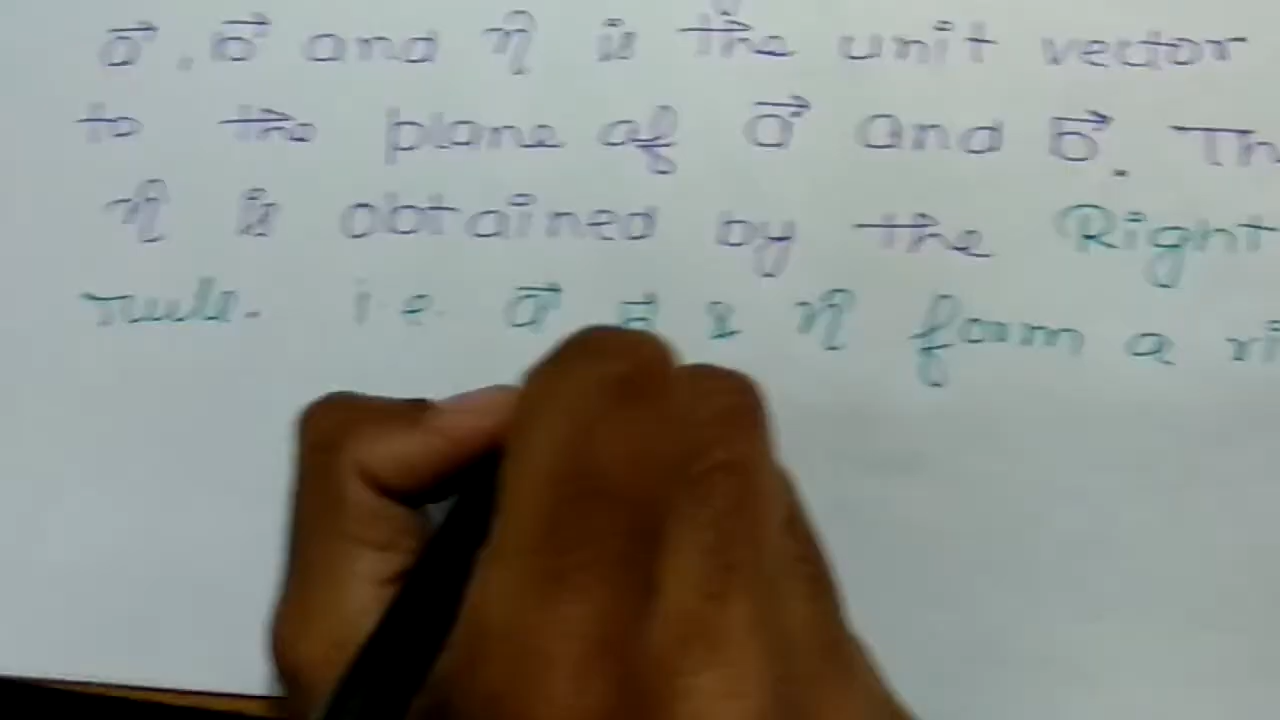 a⃗, b⃗ and η̂ is the unit vector
to the plane of a⃗ and b⃗. Th
η̂ is obtained by the Right
rule. i.e. a⃗ b⃗ & η̂ form a ri